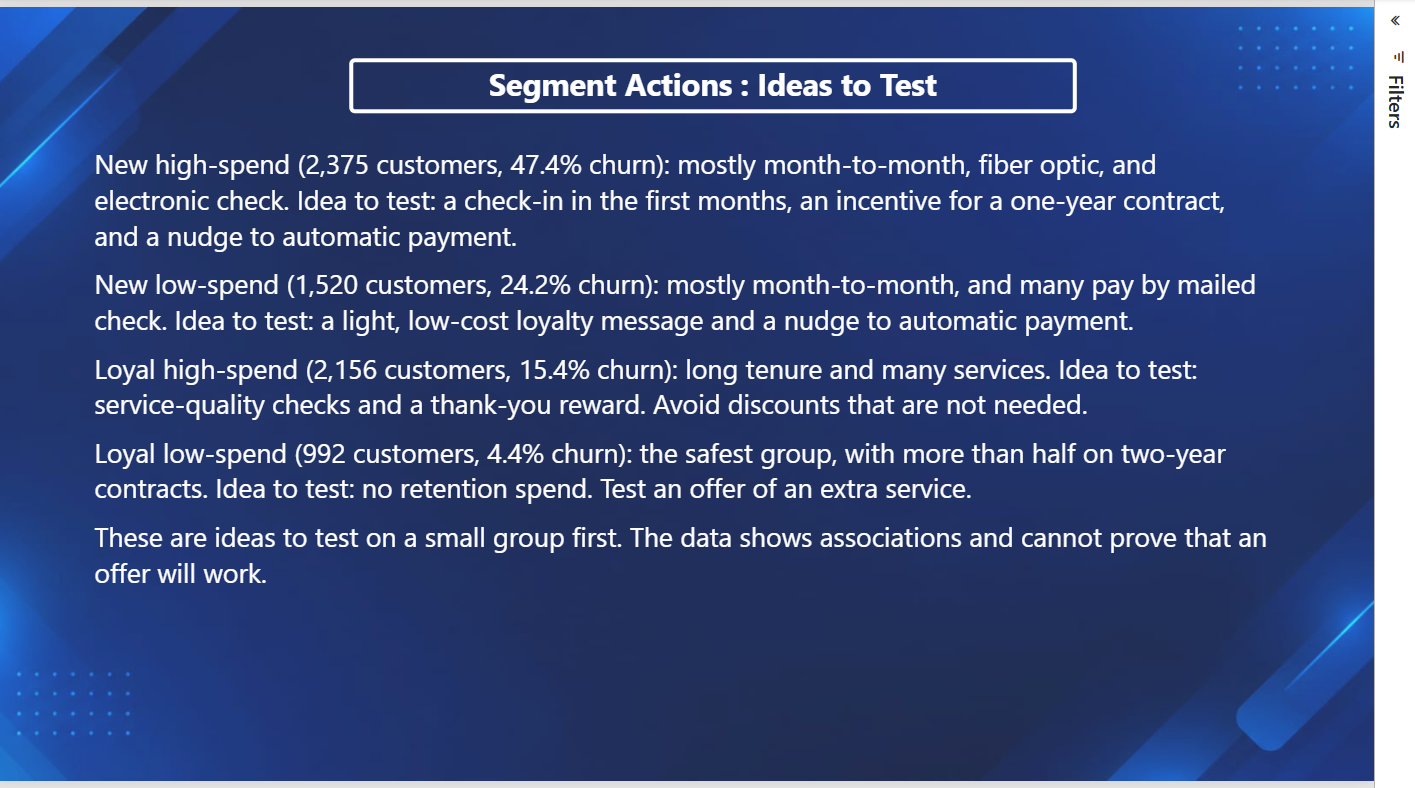 Segment Actions : Ideas to Test
New high-spend (2,375 customers, 47.4% churn): mostly month-to-month, fiber optic, and
electronic check. Idea to test: a check-in in the first months, an incentive for a one-year contract,
and a nudge to automatic payment.
New low-spend (1,520 customers, 24.2% churn): mostly month-to-month, and many pay by mailed
check. Idea to test: a light, low-cost loyalty message and a nudge to automatic payment.
Loyal high-spend (2,156 customers, 15.4% churn): long tenure and many services. Idea to test:
service-quality checks and a thank-you reward. Avoid discounts that are not needed.
Loyal low-spend (992 customers, 4.4% churn): the safest group, with more than half on two-year
contracts. Idea to test: no retention spend. Test an offer of an extra service.
These are ideas to test on a small group first. The data shows associations and cannot prove that an
offer will work.
Filters